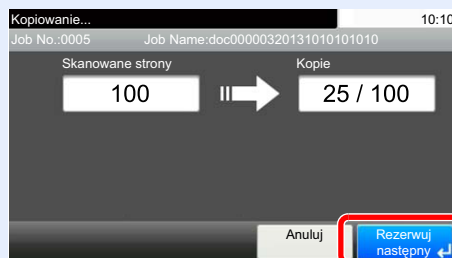 Kopiowanie... 10:10
Job No.:0005 Job Name:doc00000320131010101010
Skanowane strony Kopie
100 25 / 100
Anuluj Rezerwuj
następny